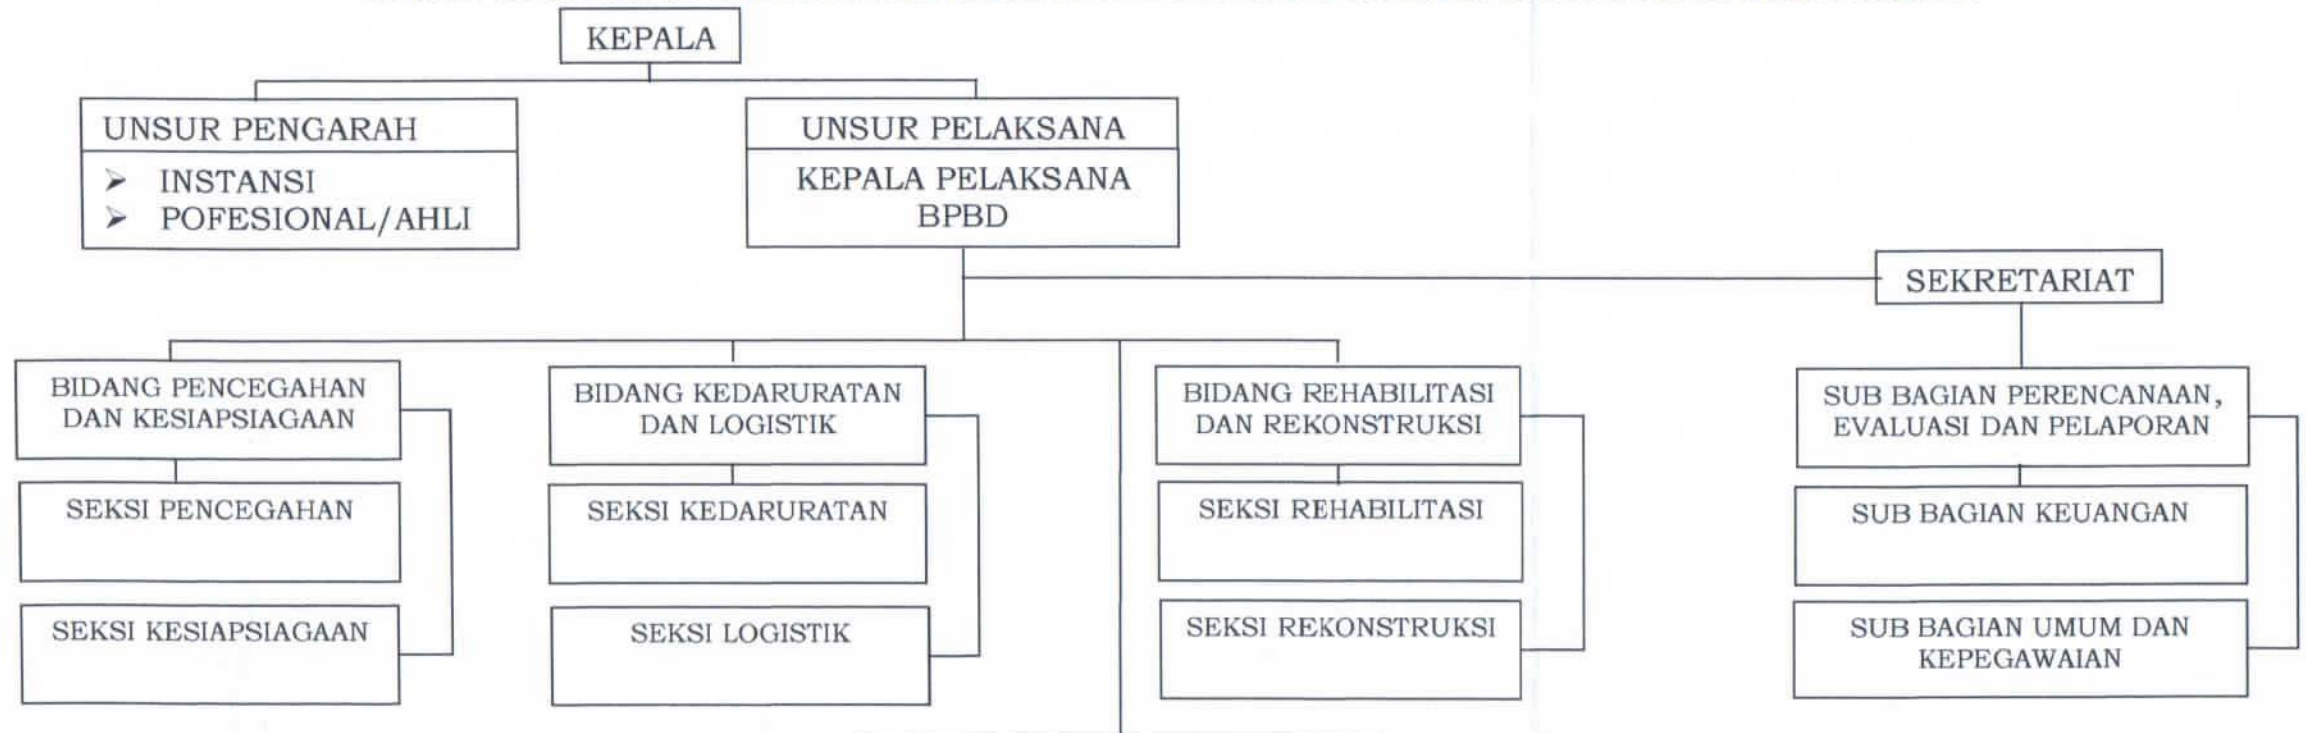 KEPALA
UNSUR PENGARAH
➢ INSTANSI
➢ POFESIONAL/AHLI
UNSUR PELAKSANA
KEPALA PELAKSANA
BPBD
SEKRETARIAT
BIDANG PENCEGAHAN
DAN KESIAPSIAGAAN
SEKSI PENCEGAHAN
SEKSI KESIAPSIAGAAN
BIDANG KEDARURATAN
DAN LOGISTIK
SEKSI KEDARURATAN
SEKSI LOGISTIK
BIDANG REHABILITASI
DAN REKONSTRUKSI
SEKSI REHABILITASI
SEKSI REKONSTRUKSI
SUB BAGIAN PERENCANAAN,
EVALUASI DAN PELAPORAN
SUB BAGIAN KEUANGAN
SUB BAGIAN UMUM DAN
KEPEGAWAIAN